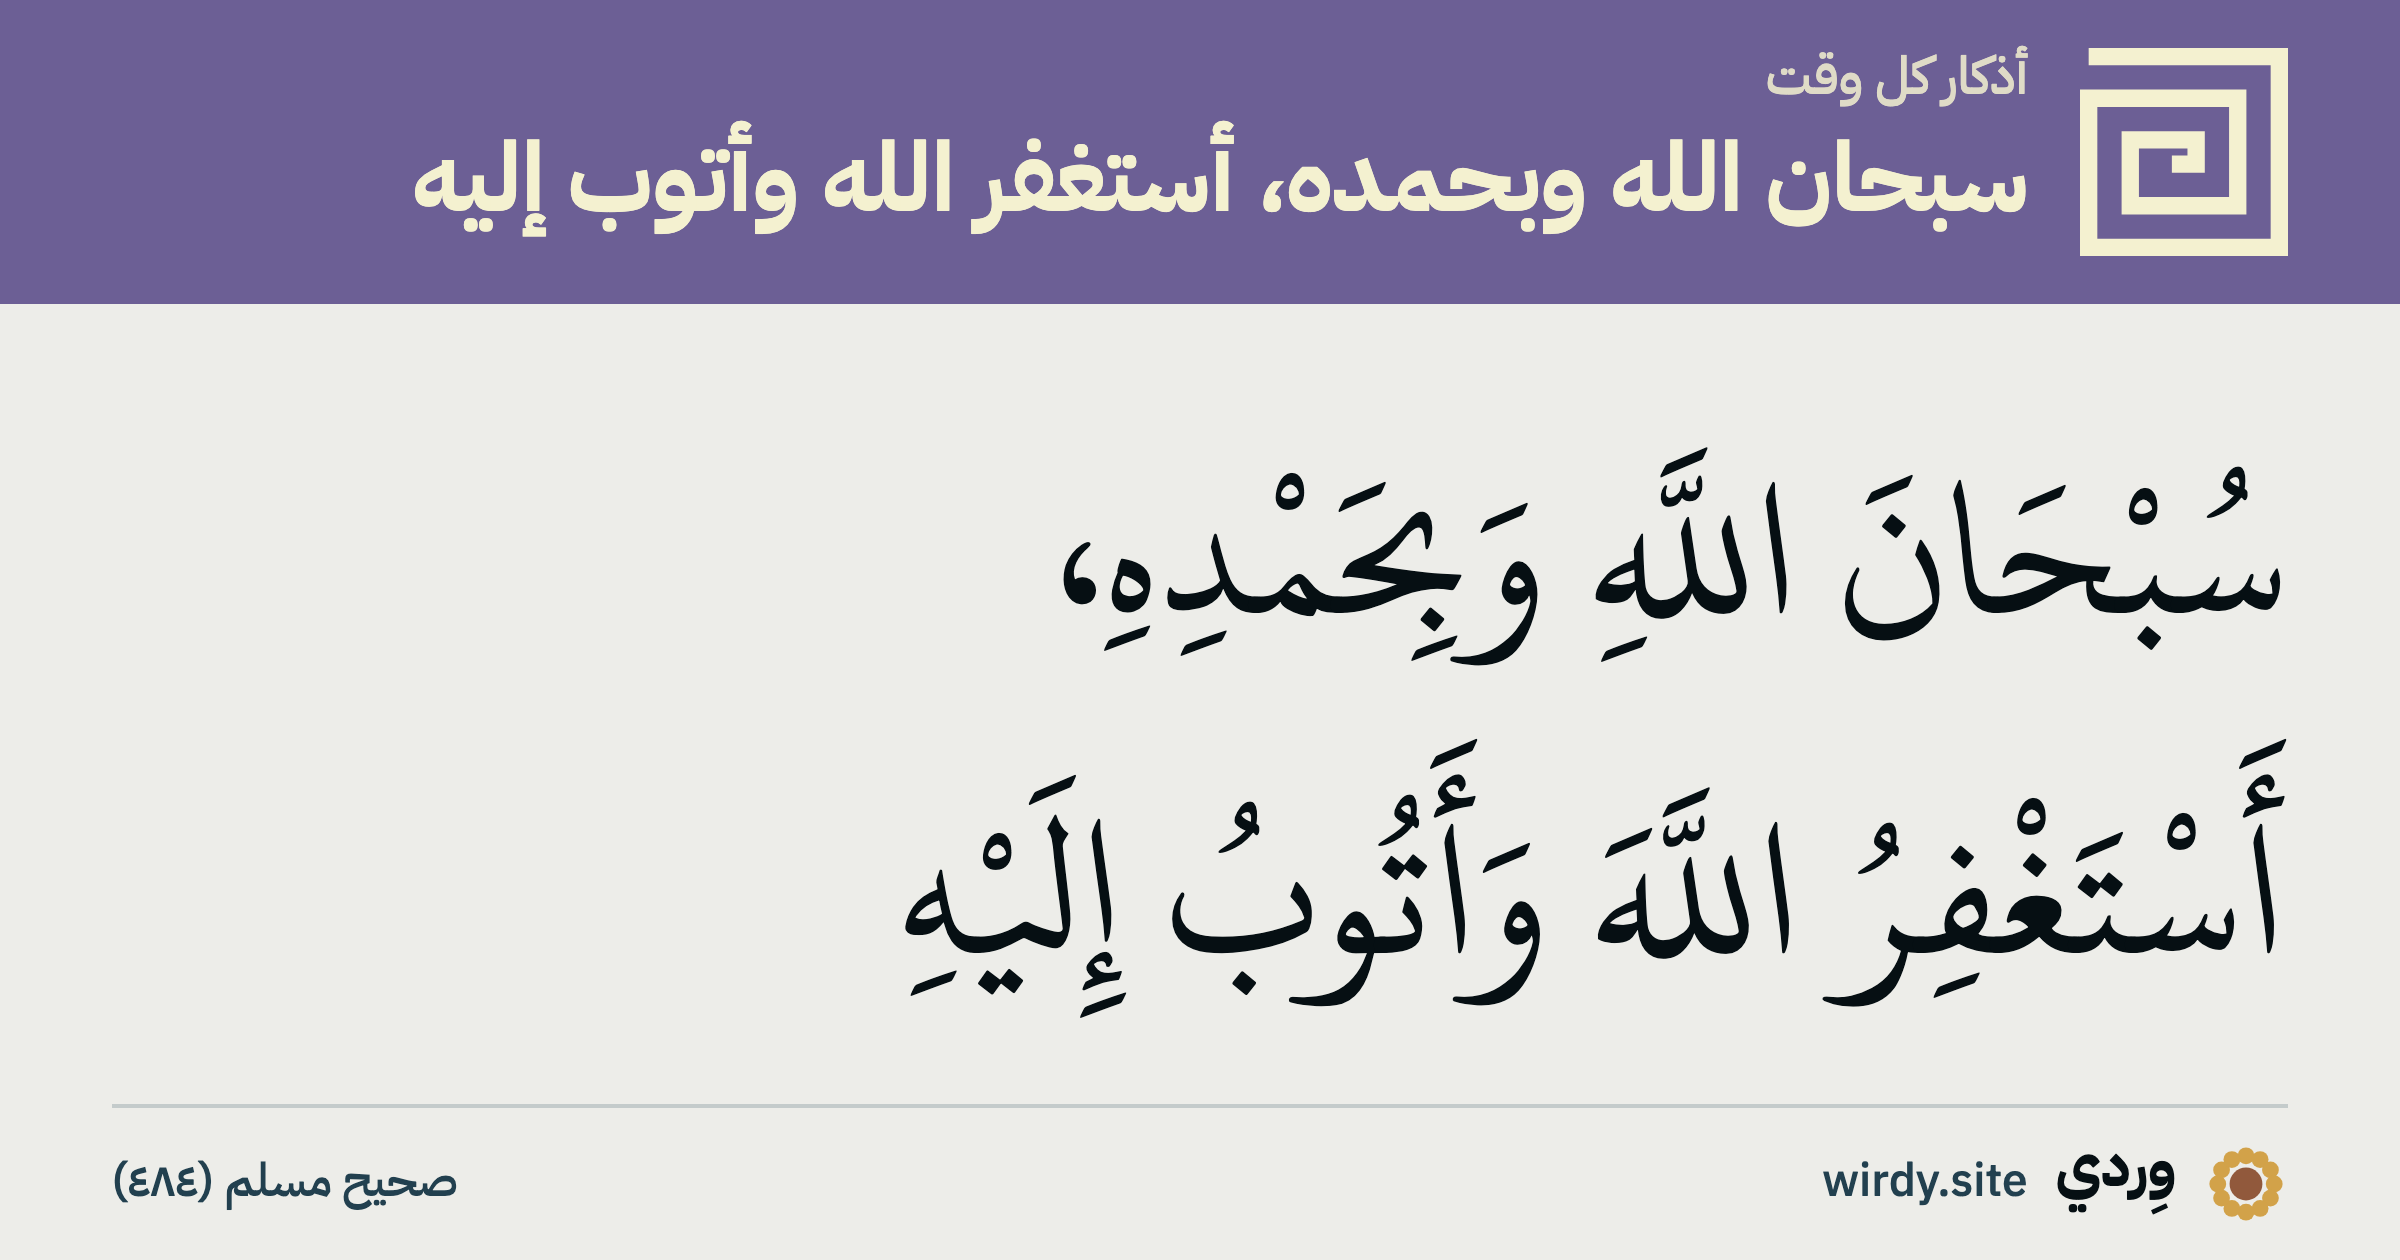 أذكار كل وقت
سبحان الله وبحمده، أستغفر الله وأتوب إليه
سُبْحَانَ اللَّهِ وَبِحَمْدِهِ،
أَسْتَغْفِرُ اللَّهَ وَأَتُوبُ إِلَيْهِ
وِردي wirdy.site
صحيح مسلم (٤٨٤)